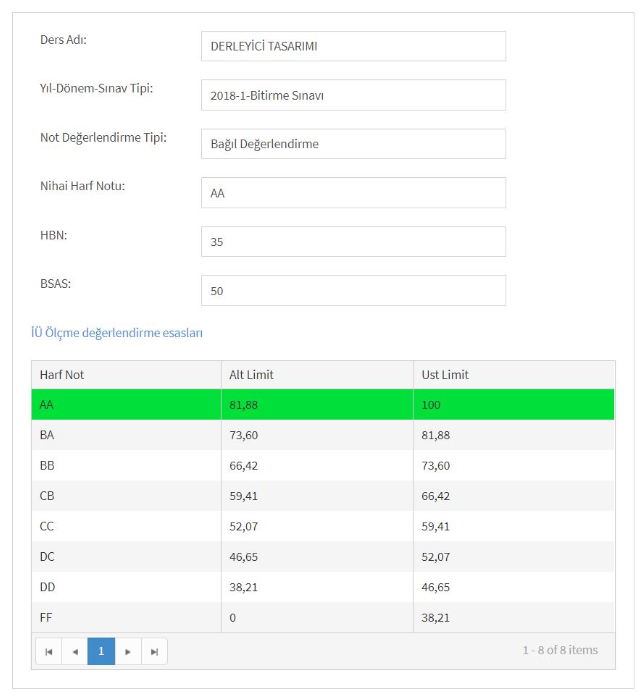 Ders Adı: DERLEYİCİ TASARIMI
Yıl-Dönem-Sınav Tipi: 2018-1-Bitirme Sınavı
Not Değerlendirme Tipi: Bağıl Değerlendirme
Nihai Harf Notu: AA
HBN: 35
BSAS: 50
İÜ Ölçme değerlendirme esasları
Harf Not Alt Limit Ust Limit
AA 81,88 100
BA 73,60 81,88
BB 66,42 73,60
CB 59,41 66,42
CC 52,07 59,41
DC 46,65 52,07
DD 38,21 46,65
FF 0 38,21
1 1 - 8 of 8 items